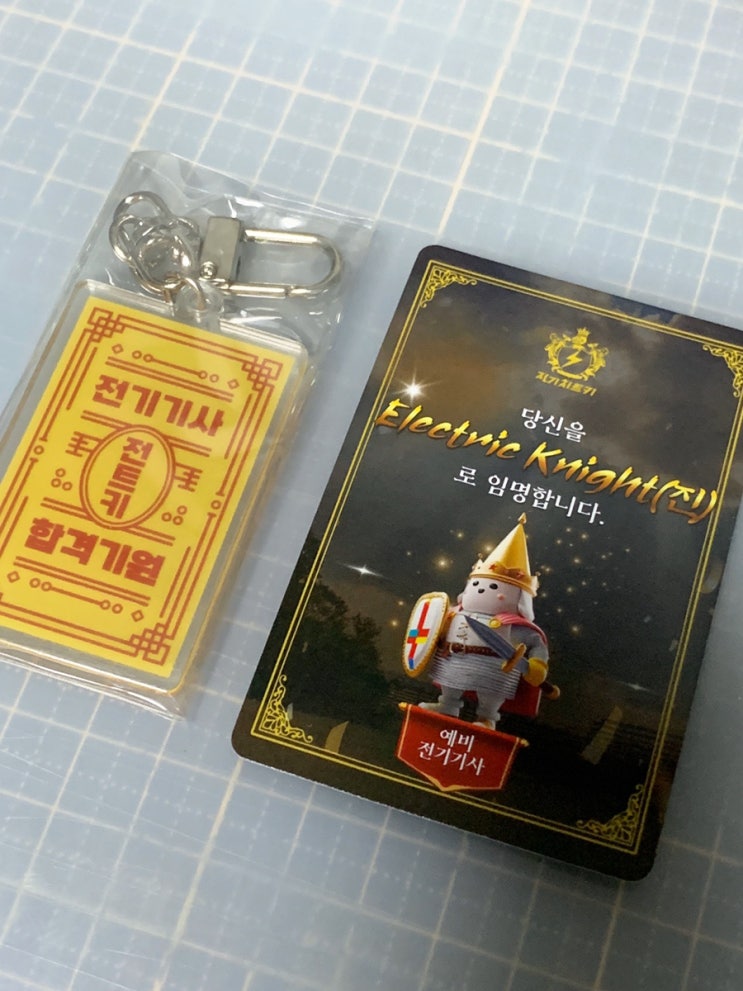 전기기사
전트키
합격기원
전기치트키
당신을
Electric Knight(진)
로 임명합니다.
예비
전기기사